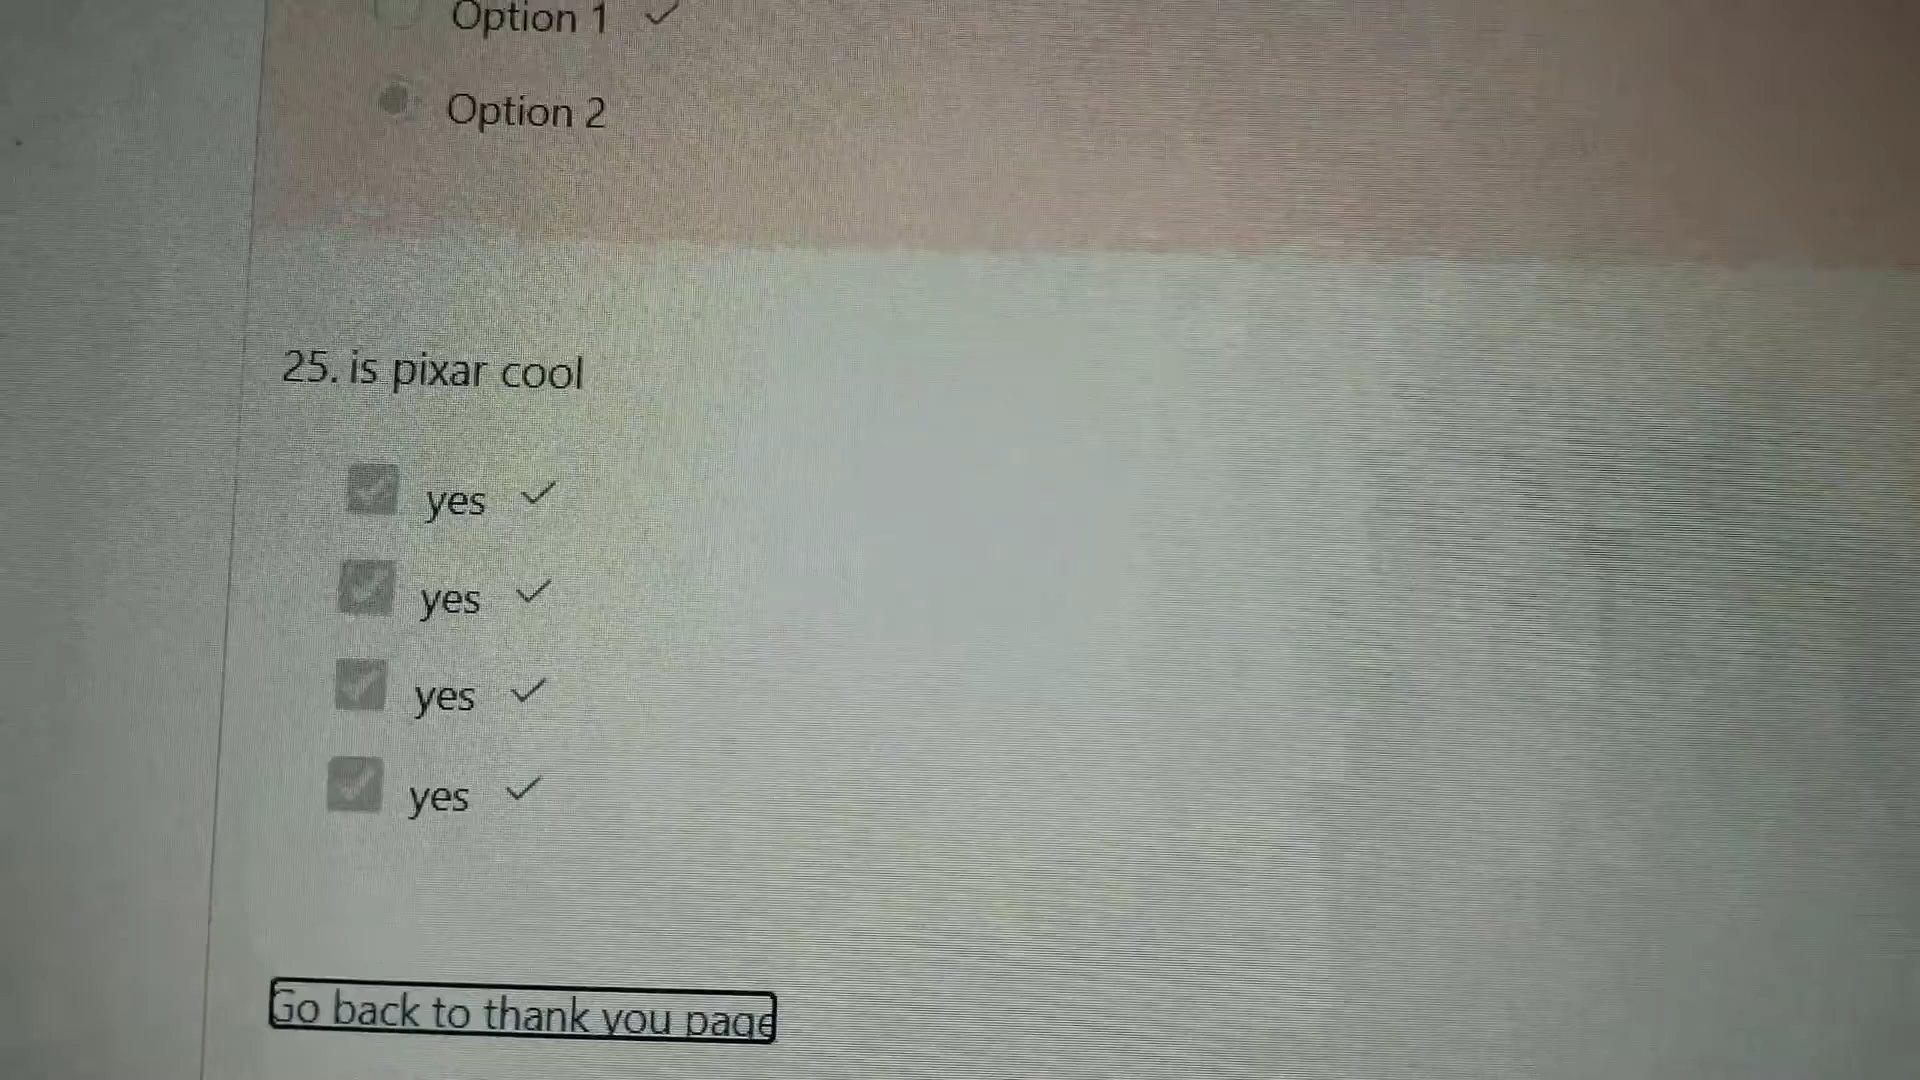 Option 1
Option 2
25. is pixar cool
yes
yes
yes
yes
Go back to thank you page